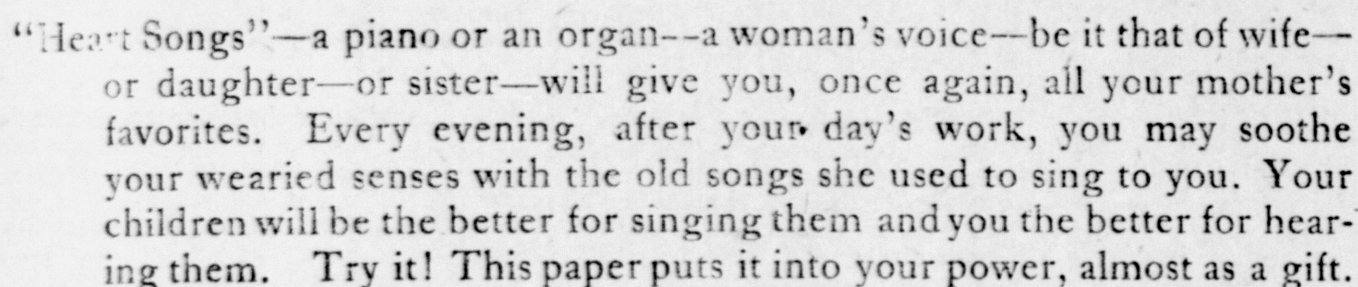 “Heart Songs”—a piano or an organ--a woman’s voice—be it that of wife—
or daughter—or sister—will give you, once again, all your mother’s
favorites. Every evening, after your day’s work, you may soothe
your wearied senses with the old songs she used to sing to you. Your
children will be the better for singing them and you the better for hear-
ing them. Try it! This paper puts it into your power, almost as a gift.